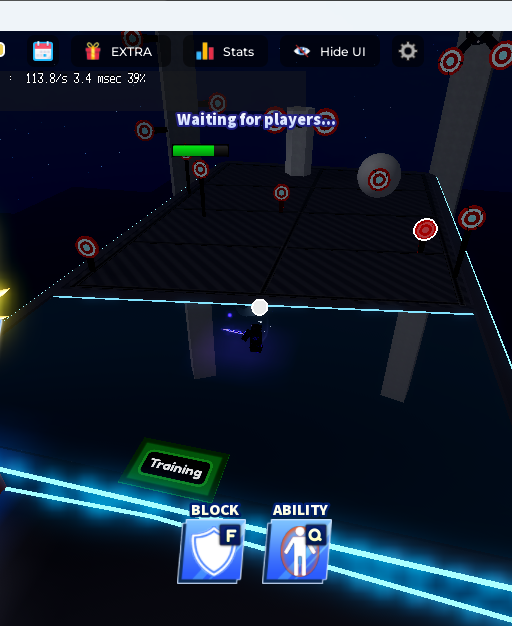 EXTRA
Stats
Hide UI
: 113.8/s 3.4 msec 39%
Waiting for players...
Training
BLOCK
ABILITY
F
Q